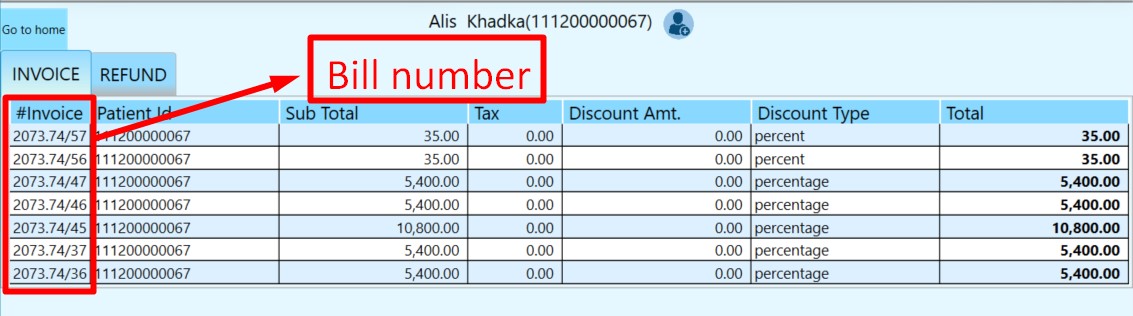 Alis Khadka(111200000067)
Go to home
INVOICE REFUND
Bill number
#Invoice Patient Id Sub Total Tax Discount Amt. Discount Type Total
2073.74/57 111200000067 35.00 0.00 0.00 percent 35.00
2073.74/56 111200000067 35.00 0.00 0.00 percent 35.00
2073.74/47 111200000067 5,400.00 0.00 0.00 percentage 5,400.00
2073.74/46 111200000067 5,400.00 0.00 0.00 percentage 5,400.00
2073.74/45 111200000067 10,800.00 0.00 0.00 percentage 10,800.00
2073.74/37 111200000067 5,400.00 0.00 0.00 percentage 5,400.00
2073.74/36 111200000067 5,400.00 0.00 0.00 percentage 5,400.00